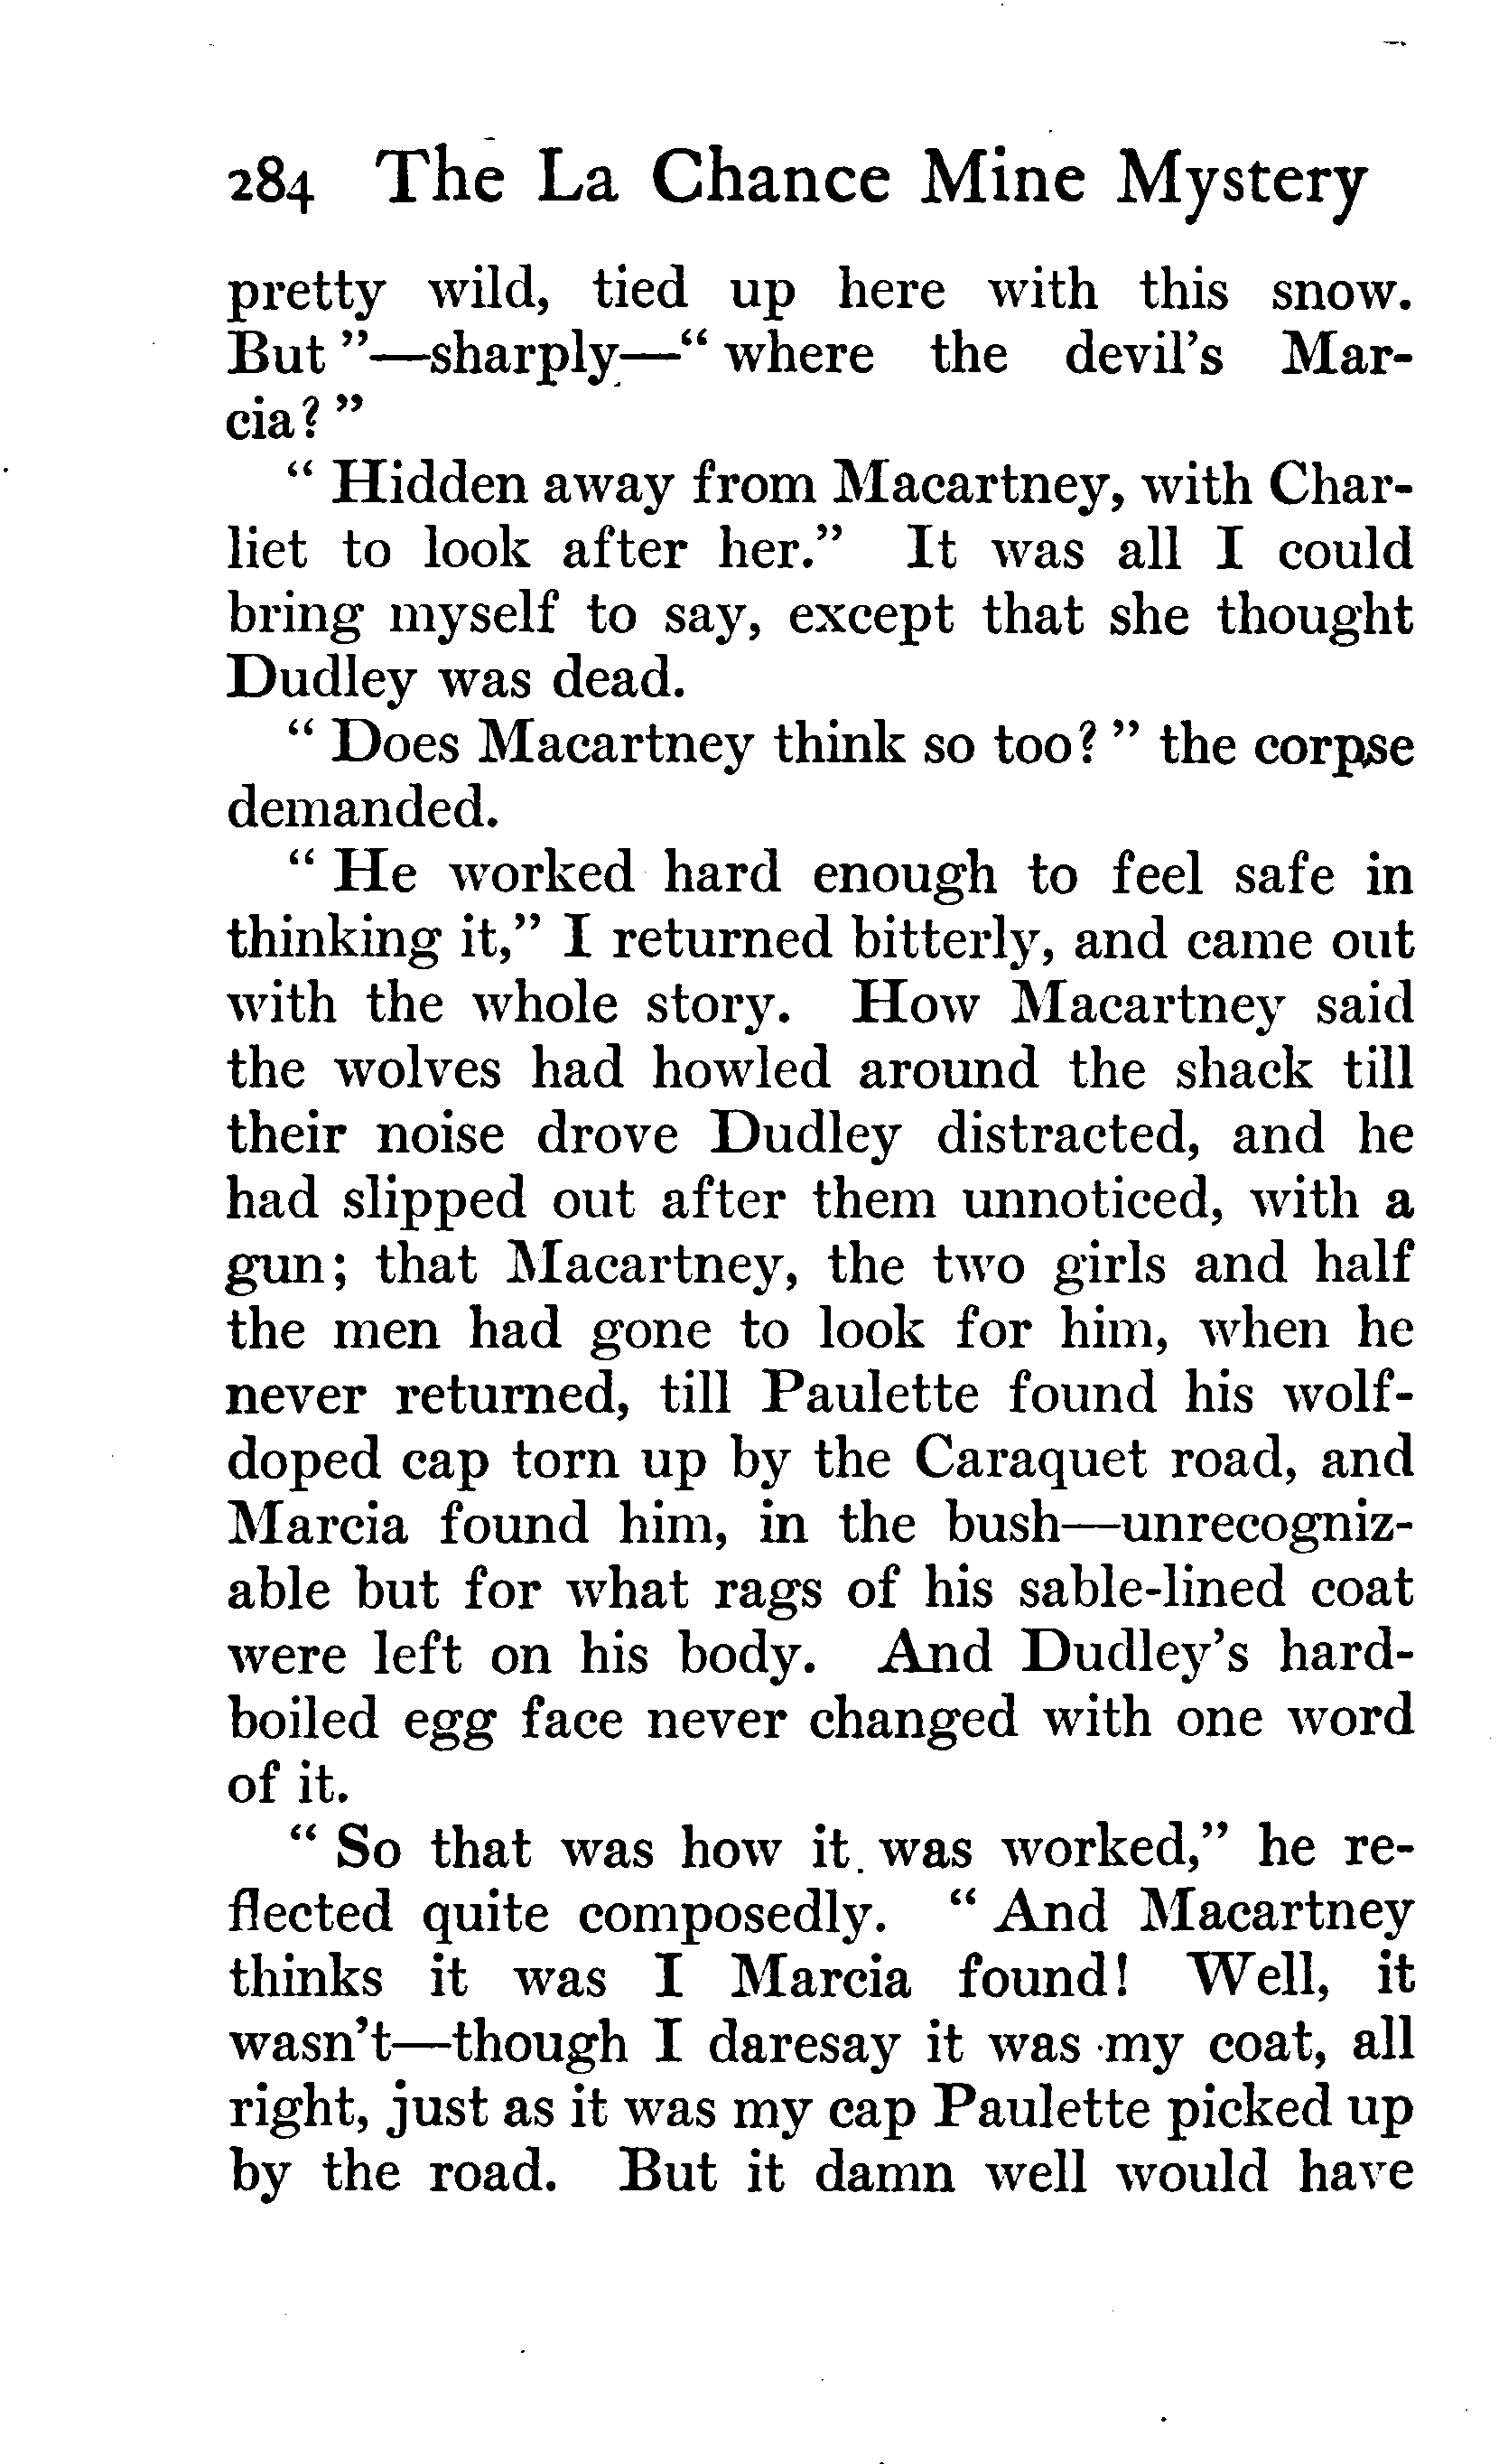 284 The La Chance Mine Mystery
pretty wild, tied up here with this snow.
But "—sharply—" where the devil's Mar-
cia? "
" Hidden away from Macartney, with Char-
liet to look after her." It was all I could
bring myself to say, except that she thought
Dudley was dead.
" Does Macartney think so too? " the corpse
demanded.
" He worked hard enough to feel safe in
thinking it," I returned bitterly, and came out
with the whole story. How Macartney said
the wolves had howled around the shack till
their noise drove Dudley distracted, and he
had slipped out after them unnoticed, with a
gun; that Macartney, the two girls and half
the men had gone to look for him, when he
never returned, till Paulette found his wolf-
doped cap torn up by the Caraquet road, and
Marcia found him, in the bush—unrecogniz-
able but for what rags of his sable-lined coat
were left on his body. And Dudley's hard-
boiled egg face never changed with one word
of it.
" So that was how it was worked," he re-
flected quite composedly. " And Macartney
thinks it was I Marcia found! Well, it
wasn't—though I daresay it was my coat, all
right, just as it was my cap Paulette picked up
by the road. But it damn well would have